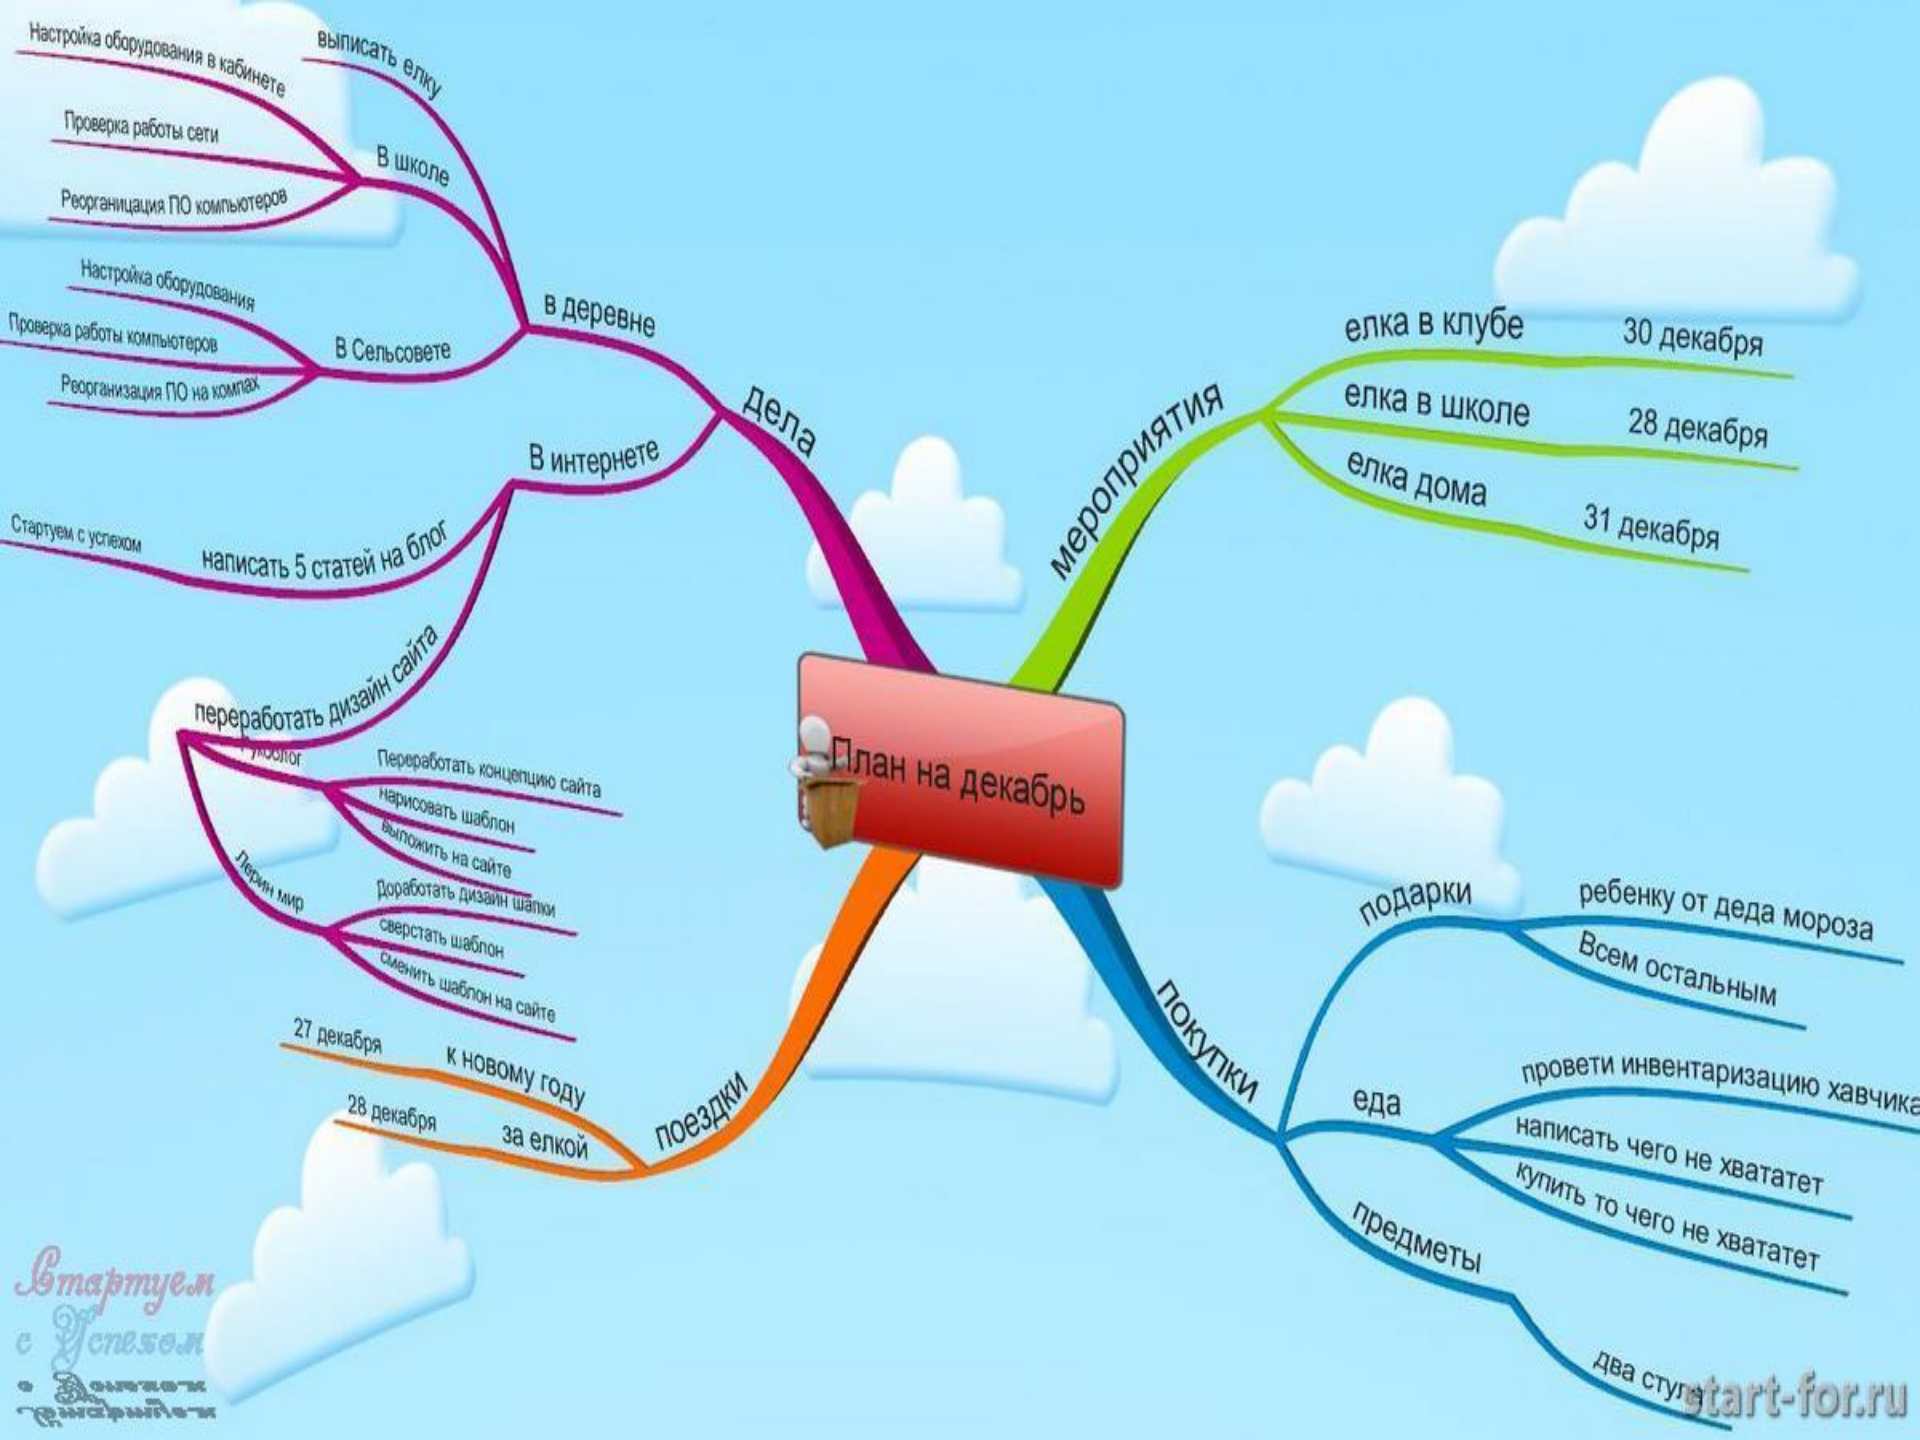 План на декабрь
дела
в деревне
выписать елку
В школе
Настройка оборудования в кабинете
Проверка работы сети
Реорганицация ПО компьютеров
В Сельсовете
Настройка оборудования
Проверка работы компьютеров
Реорганизация ПО на компах
В интернете
написать 5 статей на блог
Стартуем с успехом
переработать дизайн сайта
Переработать концепцию сайта
нарисовать шаблон
выложить на сайте
Лерин мир
Доработать дизайн шапки
сверстать шаблон
сменить шаблон на сайте
мероприятия
елка в клубе 30 декабря
елка в школе 28 декабря
елка дома 31 декабря
поездки
27 декабря к новому году
28 декабря за елкой
покупки
подарки
ребенку от деда мороза
Всем остальным
еда
провети инвентаризацию хавчика
написать чего не хвататет
купить то чего не хвататет
предметы
два
Стартуем
с Успехом
start-for.ru